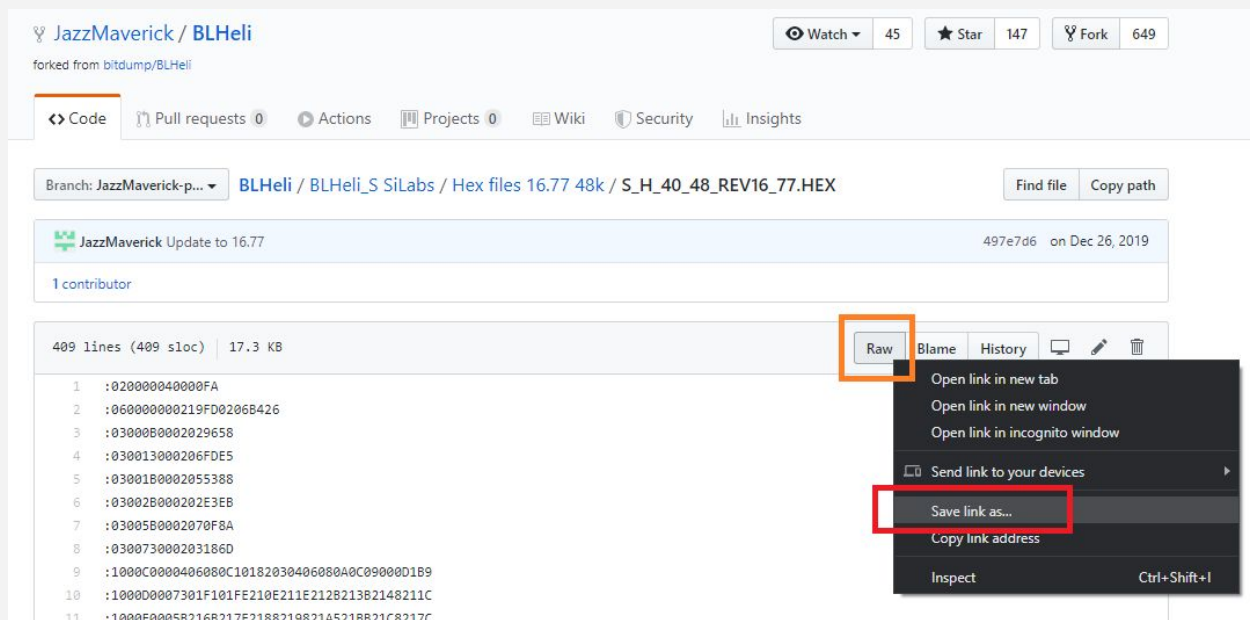 JazzMaverick / BLHeli
Watch 45 Star 147 Fork 649
forked from bitdump/BLHeli
Code Pull requests 0 Actions Projects 0 Wiki Security Insights
Branch: JazzMaverick-p... BLHeli / BLHeli_S SiLabs / Hex files 16.77 48k / S_H_40_48_REV16_77.HEX Find file Copy path
JazzMaverick Update to 16.77 497e7d6 on Dec 26, 2019
1 contributor
409 lines (409 sloc) 17.3 KB Raw Blame History
1 :020000040000FA
2 :060000000219FD0206B426
3 :03000B0002029658
4 :030013000206FDE5
5 :03001B0002055388
6 :03002B000202E3EB
7 :03005B0002070F8A
8 :030073000203186D
9 :1000C0000406080C10182030406080A0C09000D1B9
10 :1000D0007301F101FE210E211E212B213B2148211C
11 :1000E0005B216B217E2188219821A521BB21C8217C
Open link in new tab
Open link in new window
Open link in incognito window
Send link to your devices
Save link as...
Copy link address
Inspect Ctrl+Shift+I